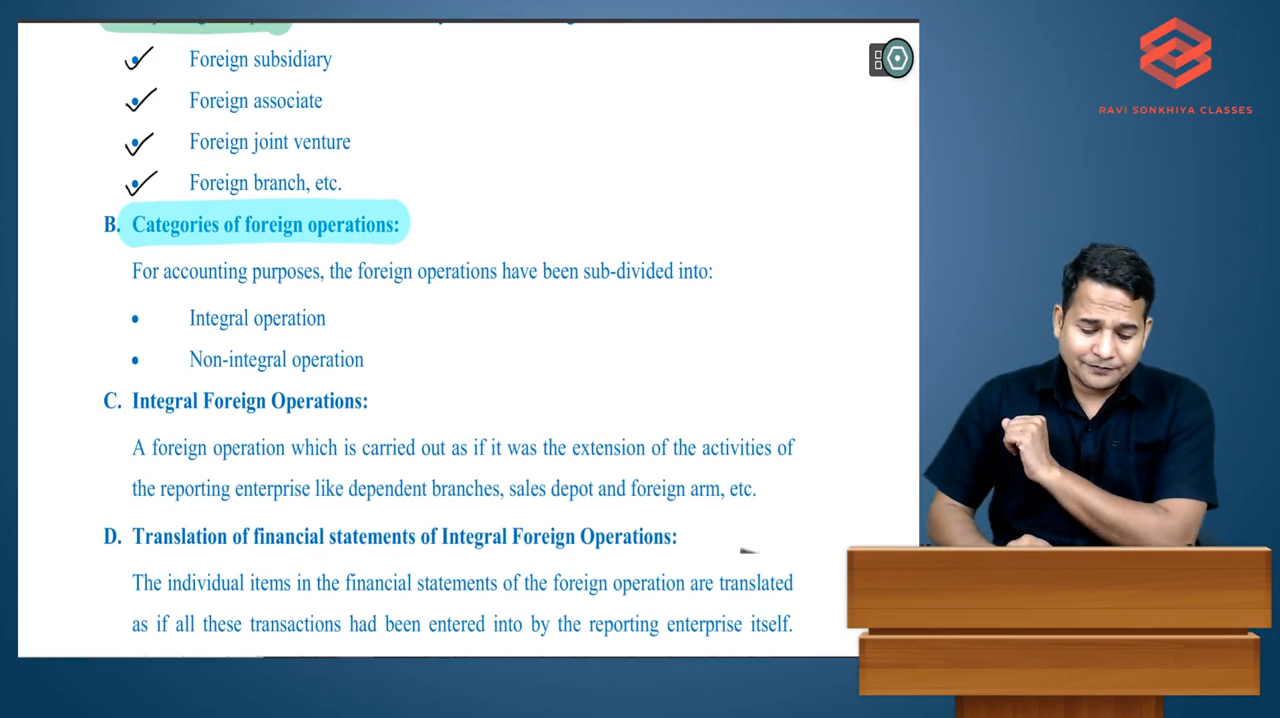 Foreign subsidiary
RAVI SONKHIYA CLASSES
Foreign associate
Foreign joint venture
Foreign branch, etc.
B. Categories of foreign operations:
For accounting purposes, the foreign operations have been sub-divided into:
Integral operation
Non-integral operation
C. Integral Foreign Operations:
A foreign operation which is carried out as if it was the extension of the activities of
the reporting enterprise like dependent branches, sales depot and foreign arm, etc.
D. Translation of financial statements of Integral Foreign Operations:
The individual items in the financial statements of the foreign operation are translated
as if all these transactions had been entered into by the reporting enterprise itself.